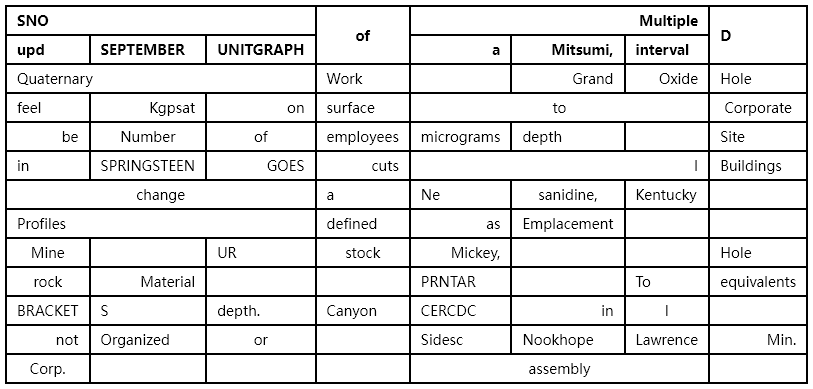 SNO of Multiple D
upd SEPTEMBER UNITGRAPH a Mitsumi, interval
Quaternary Work Grand Oxide Hole
feel Kgpsat on surface to Corporate
be Number of employees micrograms depth Site
in SPRINGSTEEN GOES cuts l Buildings
change a Ne sanidine, Kentucky
Profiles defined as Emplacement
Mine UR stock Mickey, Hole
rock Material PRNTAR To equivalents
BRACKET S depth. Canyon CERCDC in l
not Organized or Sidesc Nookhope Lawrence Min.
Corp. assembly